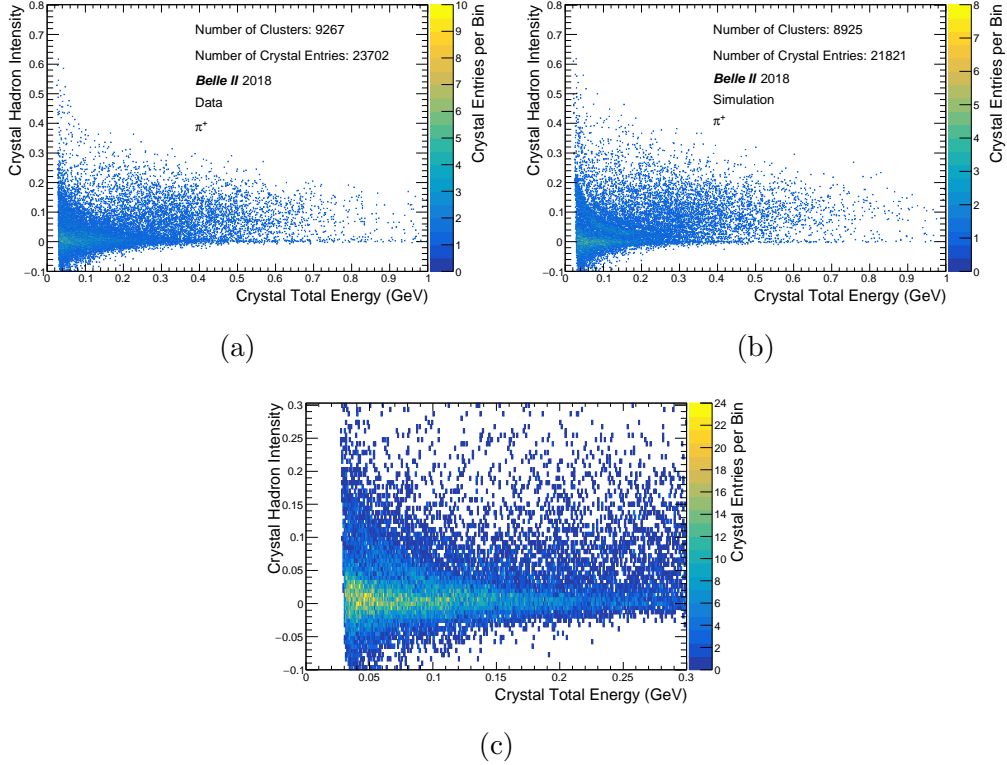 Crystal Hadron Intensity
0.8
0.7
0.6
0.5
0.4
0.3
0.2
0.1
0
−0.1
0 0.1 0.2 0.3 0.4 0.5 0.6 0.7 0.8 0.9 1
Crystal Total Energy (GeV)
Number of Clusters: 9267
Number of Crystal Entries: 23702
Belle II 2018
Data
π+
10
9
8
7
6
5
4
3
2
1
0
Crystal Entries per Bin
(a)
Crystal Hadron Intensity
0.8
0.7
0.6
0.5
0.4
0.3
0.2
0.1
0
−0.1
0 0.1 0.2 0.3 0.4 0.5 0.6 0.7 0.8 0.9 1
Crystal Total Energy (GeV)
Number of Clusters: 8925
Number of Crystal Entries: 21821
Belle II 2018
Simulation
π+
8
7
6
5
4
3
2
1
0
Crystal Entries per Bin
(b)
Crystal Hadron Intensity
0.3
0.25
0.2
0.15
0.1
0.05
0
−0.05
−0.1
0 0.05 0.1 0.15 0.2 0.25 0.3
Crystal Total Energy (GeV)
24
22
20
18
16
14
12
10
8
6
4
2
0
Crystal Entries per Bin
(c)